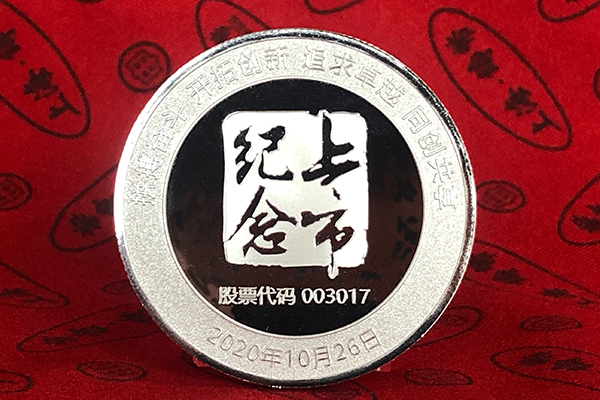 开拓创新 追求卓越 同创共享
上市
纪念
股票代码 003017
2020年10月26日